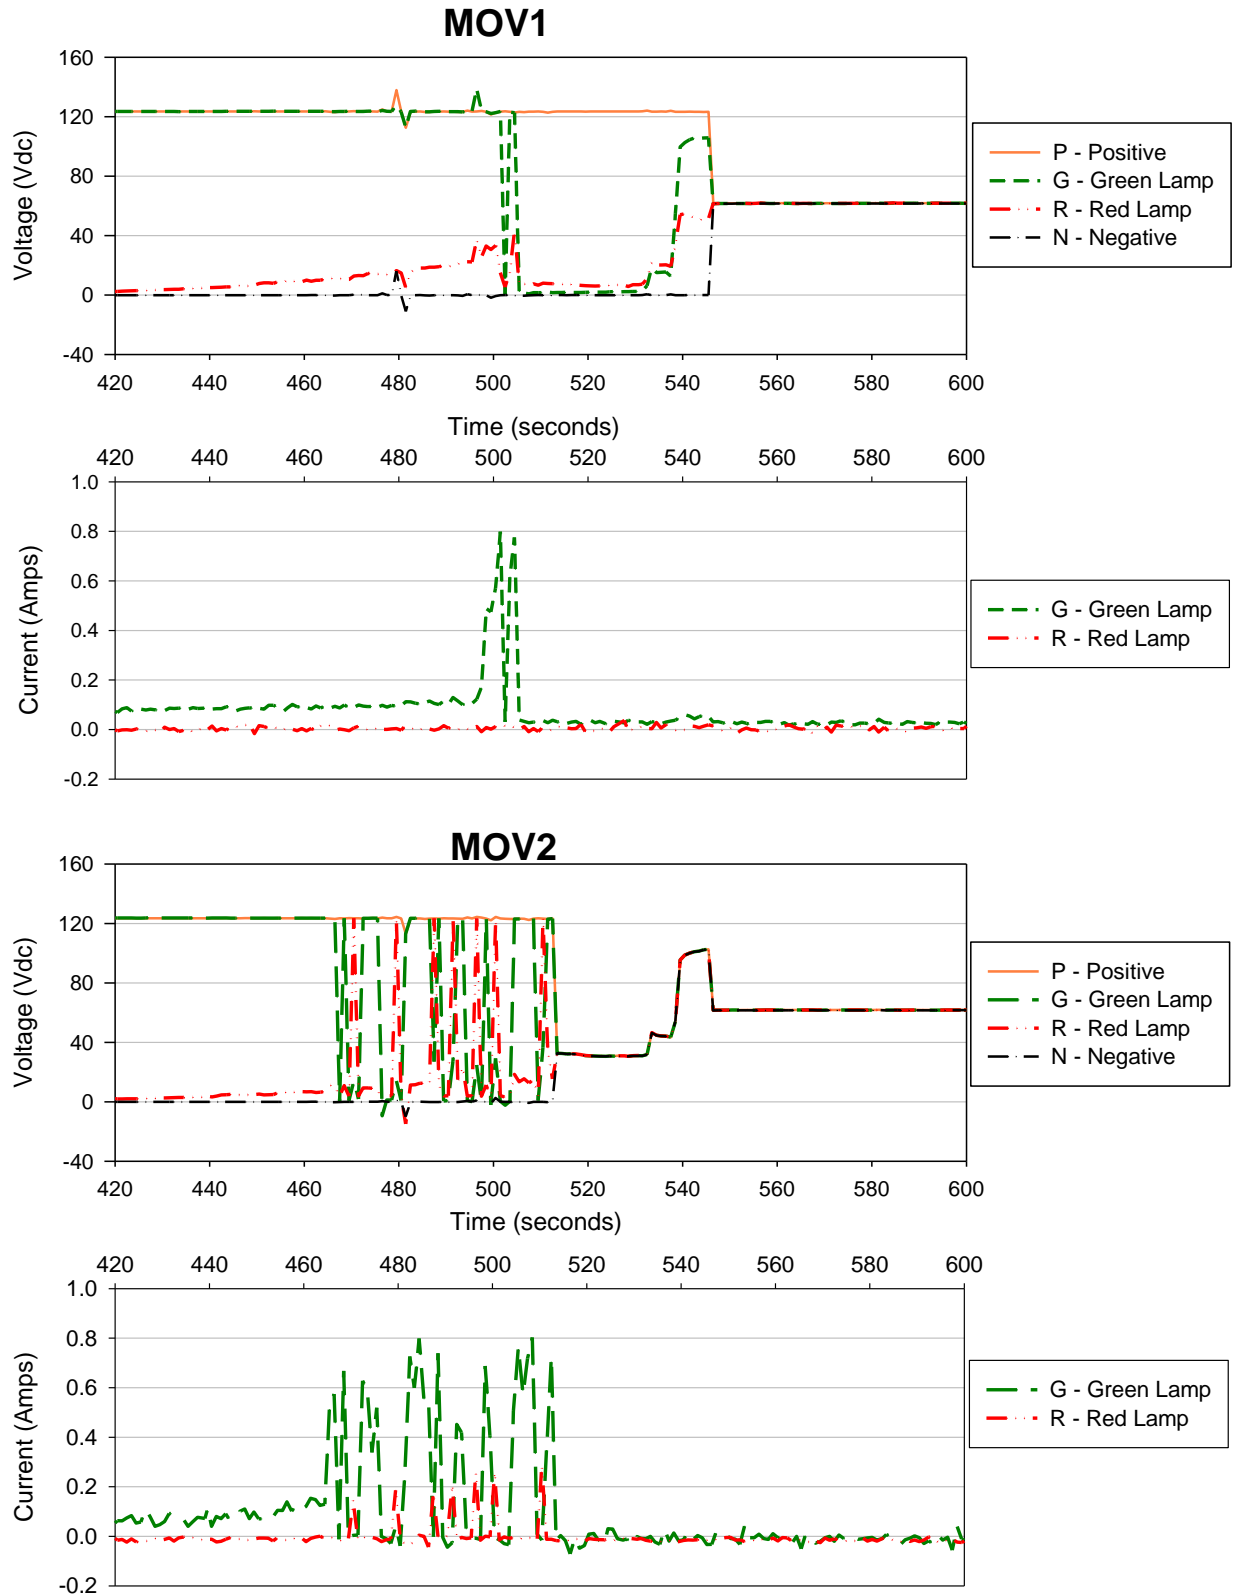 MOV1
160
120
80
40
0
-40
Voltage (Vdc)
420 440 460 480 500 520 540 560 580 600
Time (seconds)
P - Positive
G - Green Lamp
R - Red Lamp
N - Negative
420 440 460 480 500 520 540 560 580 600
1.0
0.8
0.6
0.4
0.2
0.0
-0.2
Current (Amps)
G - Green Lamp
R - Red Lamp
MOV2
160
120
80
40
0
-40
Voltage (Vdc)
420 440 460 480 500 520 540 560 580 600
Time (seconds)
P - Positive
G - Green Lamp
R - Red Lamp
N - Negative
420 440 460 480 500 520 540 560 580 600
1.0
0.8
0.6
0.4
0.2
0.0
-0.2
Current (Amps)
G - Green Lamp
R - Red Lamp